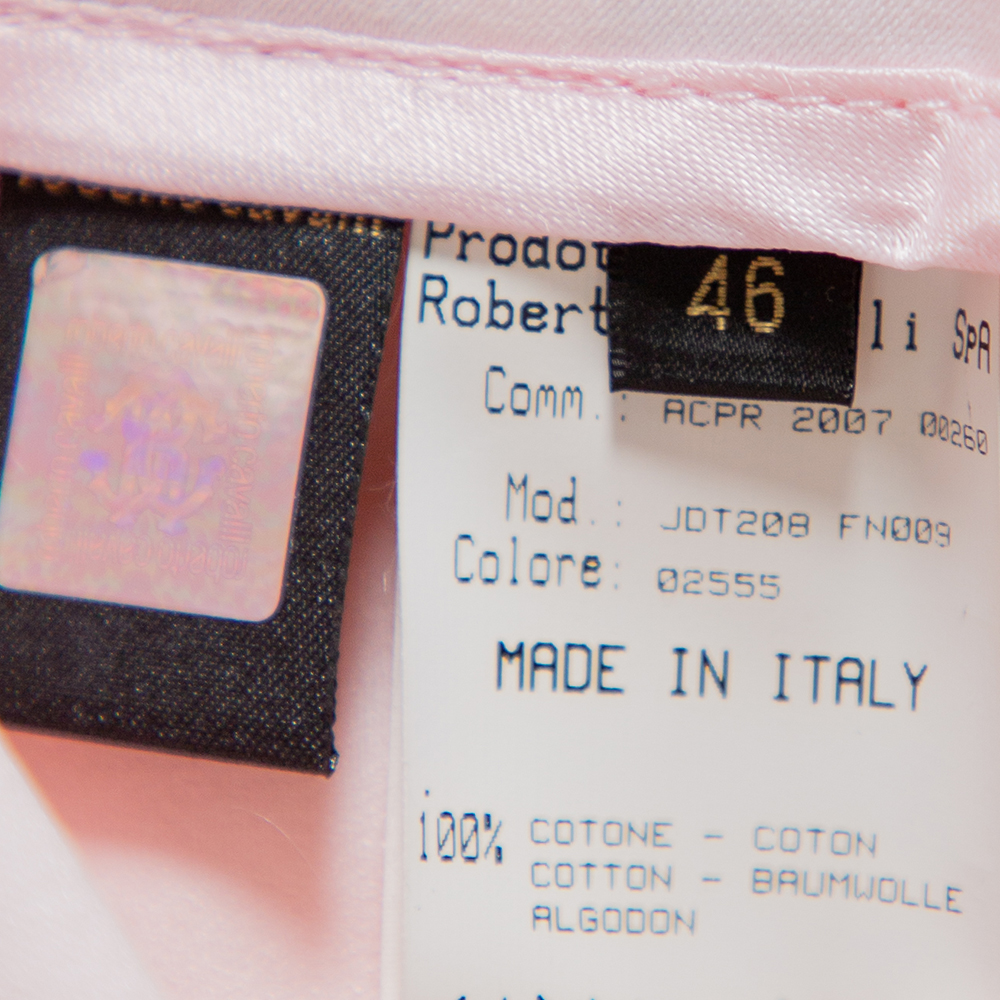 Prodot
Robert
li SpA
46
Comm.: ACPR 2007 00260
Mod.: JDT208 FN009
Colore: 02555
MADE IN ITALY
100% COTONE - COTON
COTTON - BAUMWOLLE
ALGODON